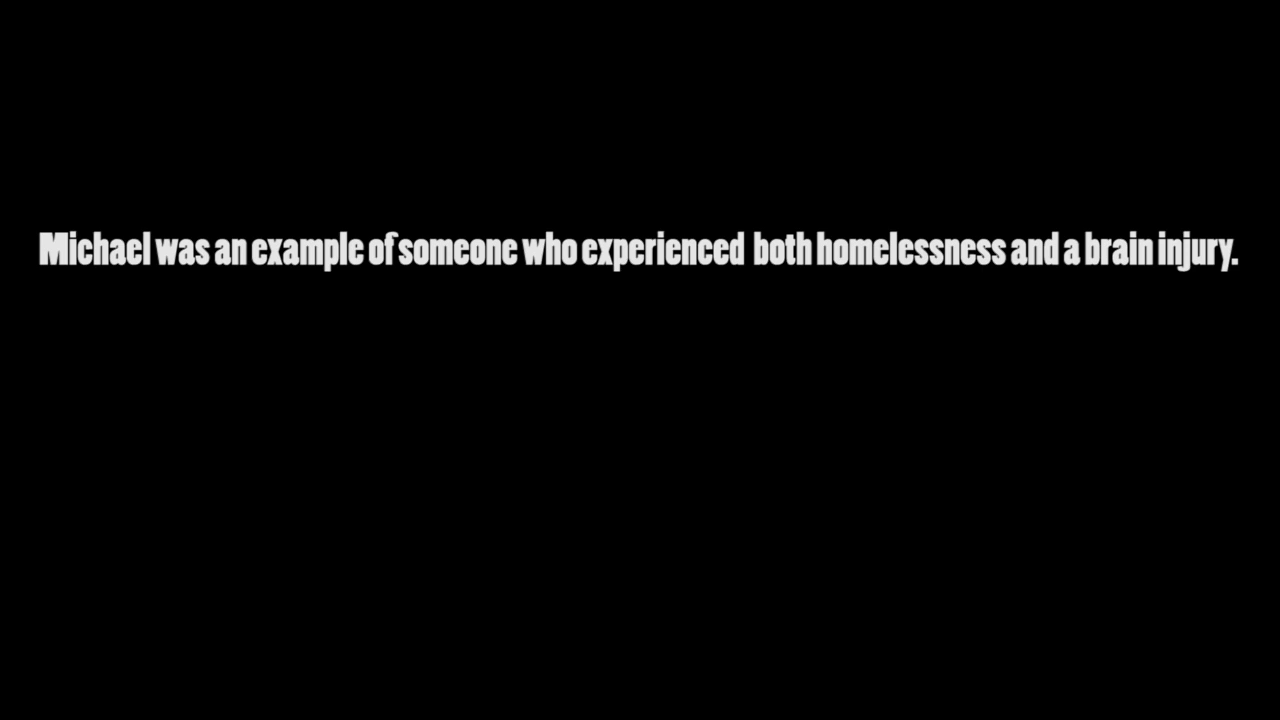 Michael was an example of someone who experienced  both homelessness and a brain injury.